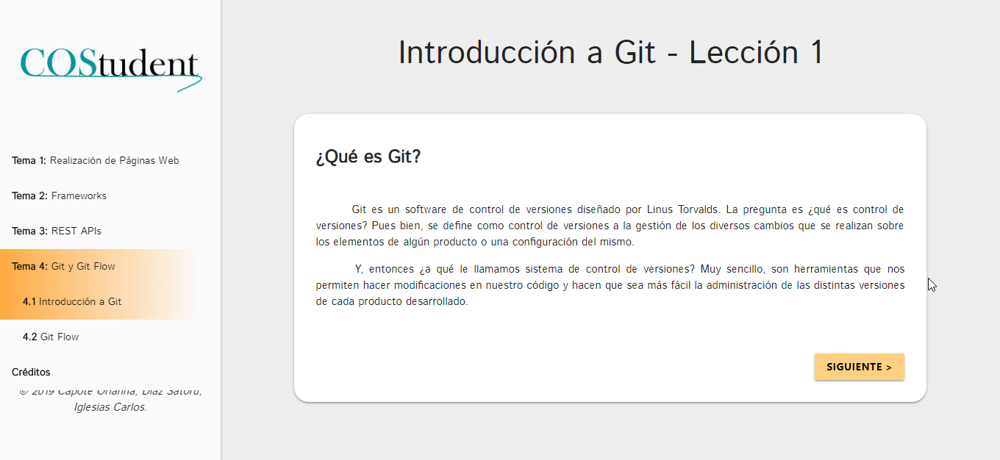 COStudent
Tema 1: Realización de Páginas Web
Tema 2: Frameworks
Tema 3: REST APIs
Tema 4: Git y Git Flow
4.1 Introducción a Git
4.2 Git Flow
Créditos
© 2019 Capote Orianna, Díaz Satoru,
Iglesias Carlos.
Introducción a Git - Lección 1
¿Qué es Git?
Git es un software de control de versiones diseñado por Linus Torvalds. La pregunta es ¿qué es control de
versiones? Pues bien, se define como control de versiones a la gestión de los diversos cambios que se realizan sobre
los elementos de algún producto o una configuración del mismo.
Y, entonces ¿a qué le llamamos sistema de control de versiones? Muy sencillo, son herramientas que nos
permiten hacer modificaciones en nuestro código y hacen que sea más fácil la administración de las distintas versiones
de cada producto desarrollado.
SIGUIENTE >